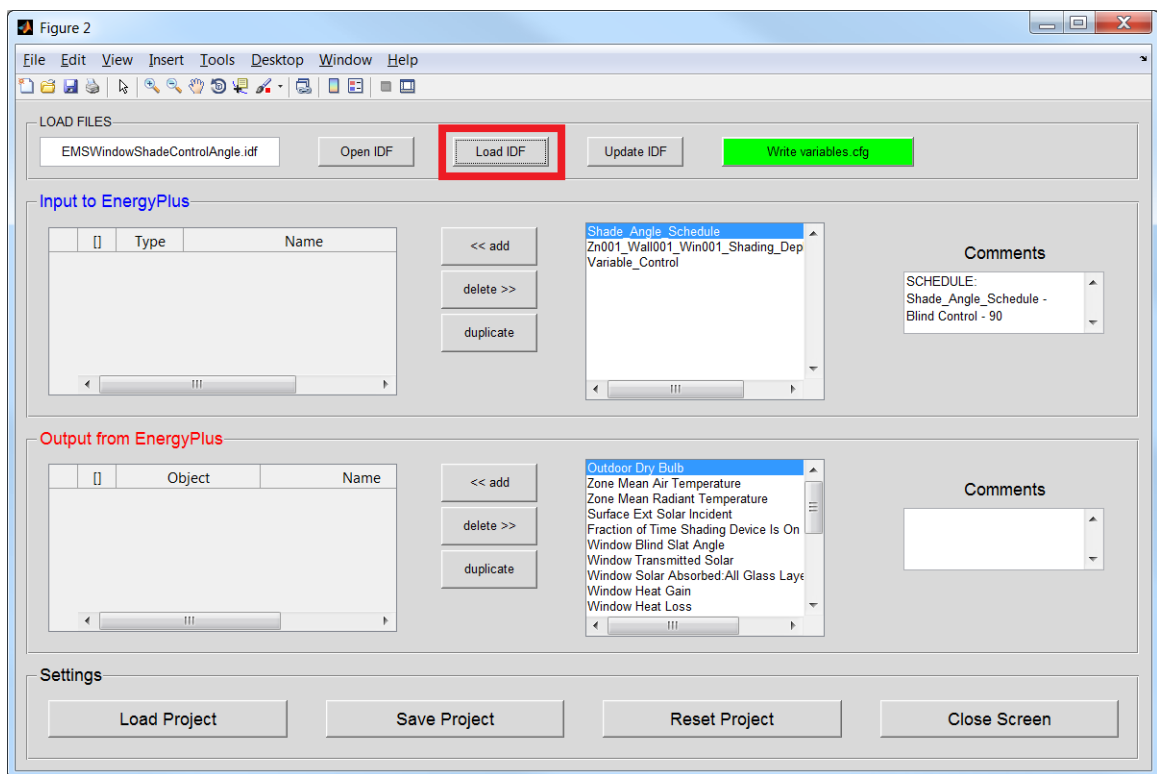 Figure 2
File Edit View Insert Tools Desktop Window Help
LOAD FILES
EMSWindowShadeControlAngle.idf Open IDF Load IDF Update IDF Write variables.cfg
Input to EnergyPlus
[] Type Name
<< add
delete >>
duplicate
Shade_Angle_Schedule
Zn001_Wall001_Win001_Shading_Dep
Variable_Control
Comments
SCHEDULE:
Shade_Angle_Schedule -
Blind Control - 90
Output from EnergyPlus
[] Object Name
<< add
delete >>
duplicate
Outdoor Dry Bulb
Zone Mean Air Temperature
Zone Mean Radiant Temperature
Surface Ext Solar Incident
Fraction of Time Shading Device Is On
Window Blind Slat Angle
Window Transmitted Solar
Window Solar Absorbed:All Glass Laye
Window Heat Gain
Window Heat Loss
Comments
Settings
Load Project Save Project Reset Project Close Screen